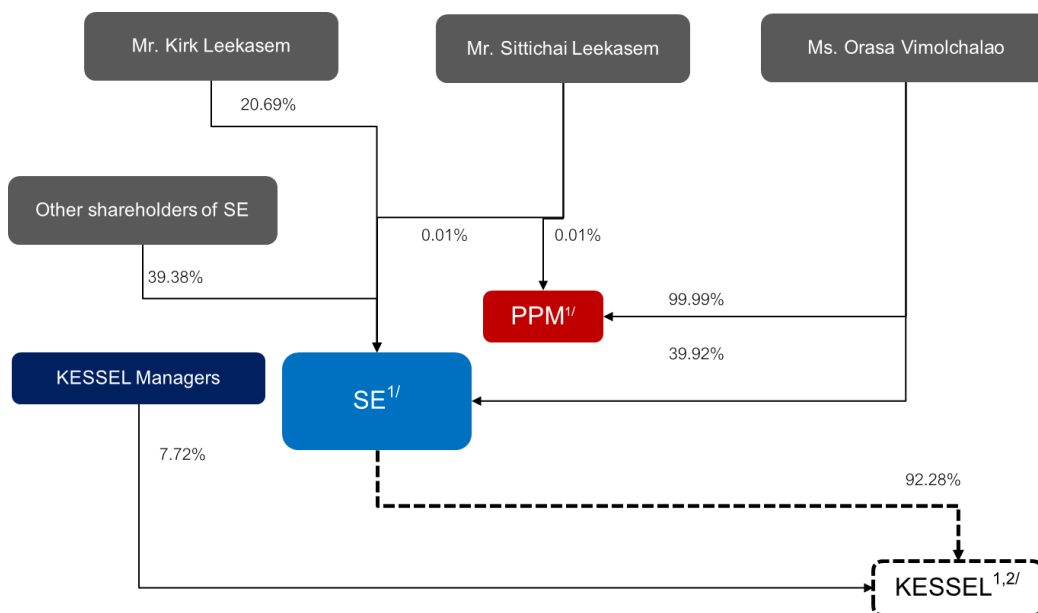 Mr. Kirk Leekasem
Mr. Sittichai Leekasem
Ms. Orasa Vimolchalao
20.69%
Other shareholders of SE
0.01%
0.01%
39.38%
99.99%
PPM1/
39.92%
KESSEL Managers
SE1/
7.72%
92.28%
KESSEL1,2/